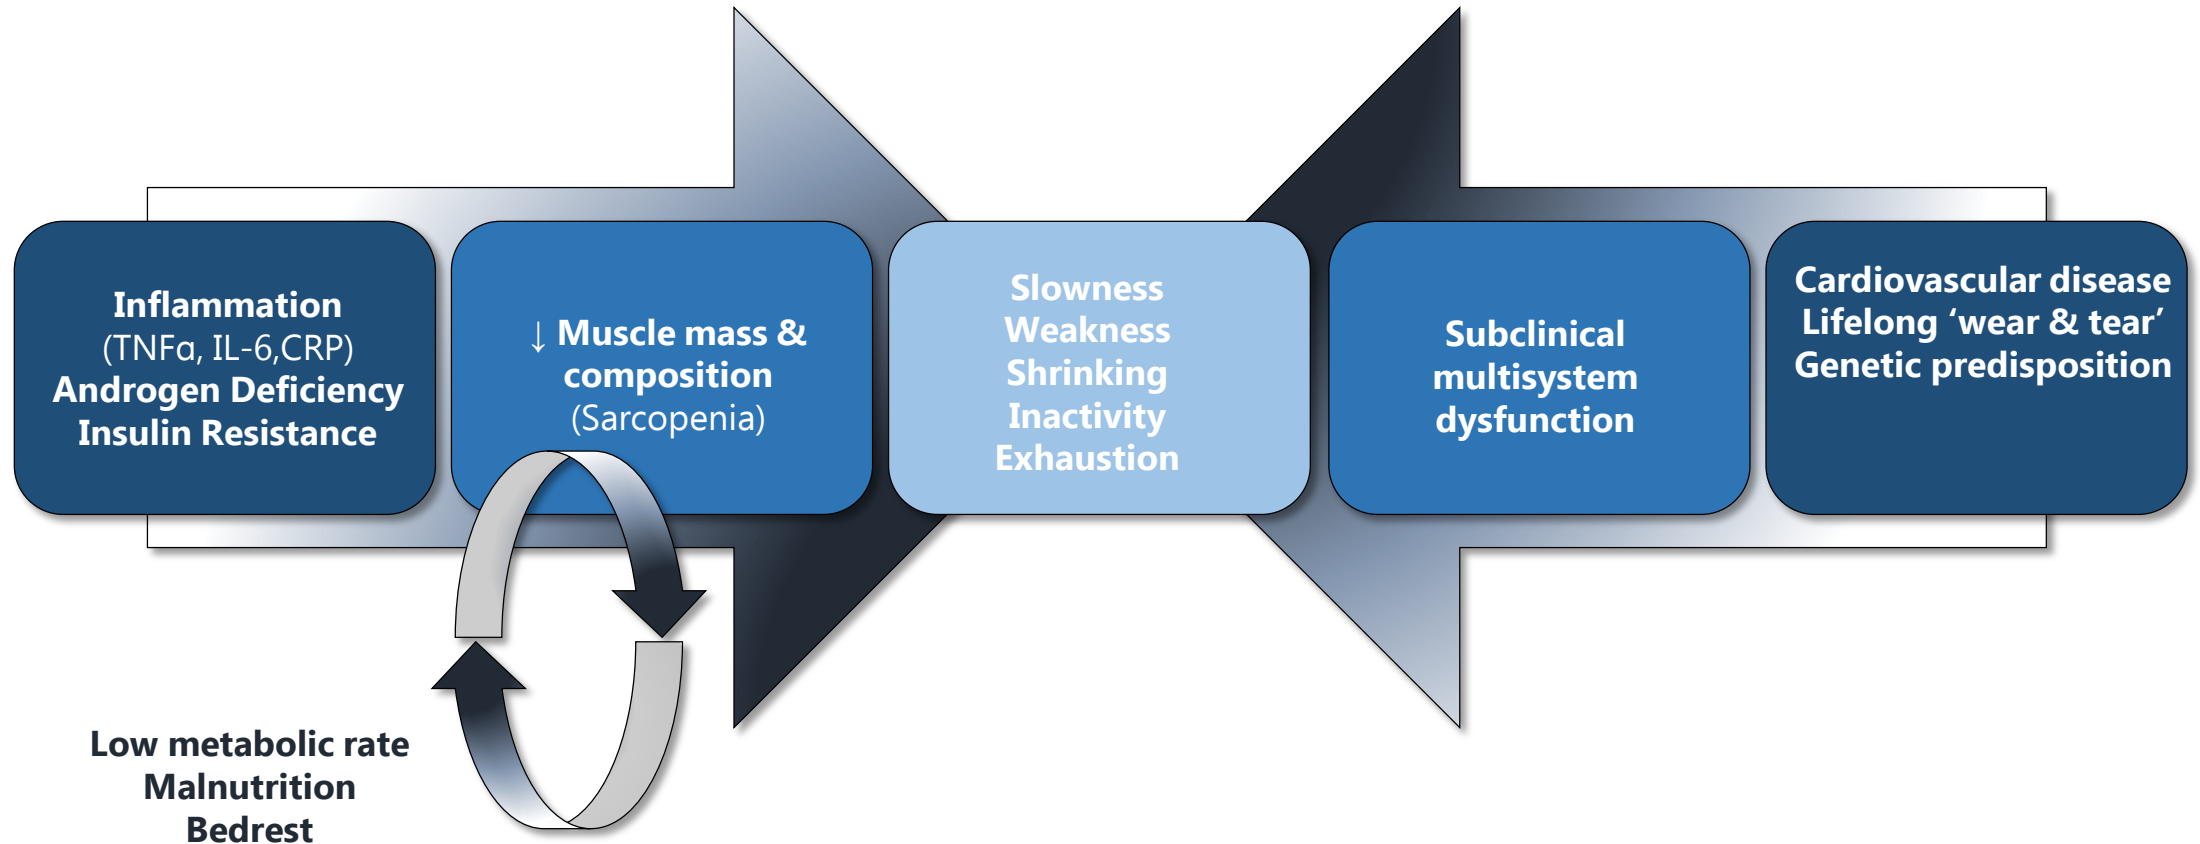 Inflammation
(TNFα, IL-6,CRP)
Androgen Deficiency
Insulin Resistance
↓ Muscle mass &
composition
(Sarcopenia)
Slowness
Weakness
Shrinking
Inactivity
Exhaustion
Subclinical
multisystem
dysfunction
Cardiovascular disease
Lifelong ‘wear & tear’
Genetic predisposition
Low metabolic rate
Malnutrition
Bedrest